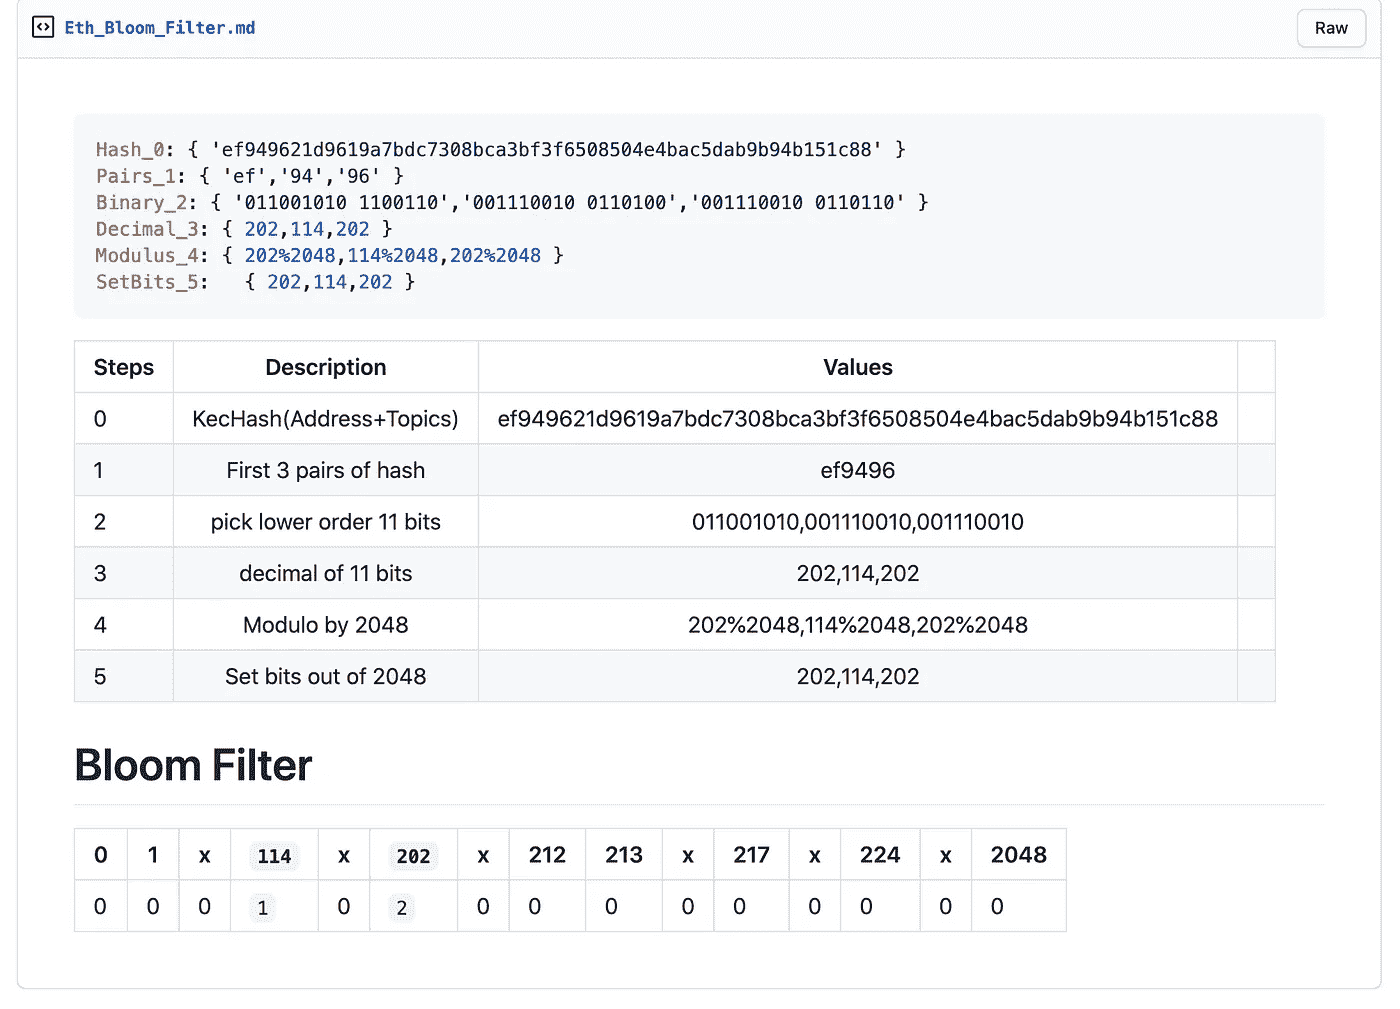 Eth_Bloom_Filter.md
Raw
Hash_0: { 'ef949621d9619a7bdc7308bca3bf3f6508504e4bac5dab9b94b151c88' }
Pairs_1: { 'ef','94','96' }
Binary_2: { '011001010 1100110','001110010 0110100','001110010 0110110' }
Decimal_3: { 202,114,202 }
Modulus_4: { 202%2048,114%2048,202%2048 }
SetBits_5: { 202,114,202 }
Steps Description Values
0 KecHash(Address+Topics) ef949621d9619a7bdc7308bca3bf3f6508504e4bac5dab9b94b151c88
1 First 3 pairs of hash ef9496
2 pick lower order 11 bits 011001010,001110010,001110010
3 decimal of 11 bits 202,114,202
4 Modulo by 2048 202%2048,114%2048,202%2048
5 Set bits out of 2048 202,114,202
Bloom Filter
0 1 x 114 x 202 x 212 213 x 217 x 224 x 2048
0 0 0 1 0 2 0 0 0 0 0 0 0 0 0